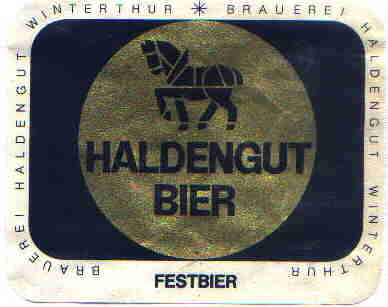 BRAUEREI HALDENGUT WINTERTHUR * BRAUEREI HALDENGUT WINTERTHUR
HALDENGUT
BIER
FESTBIER